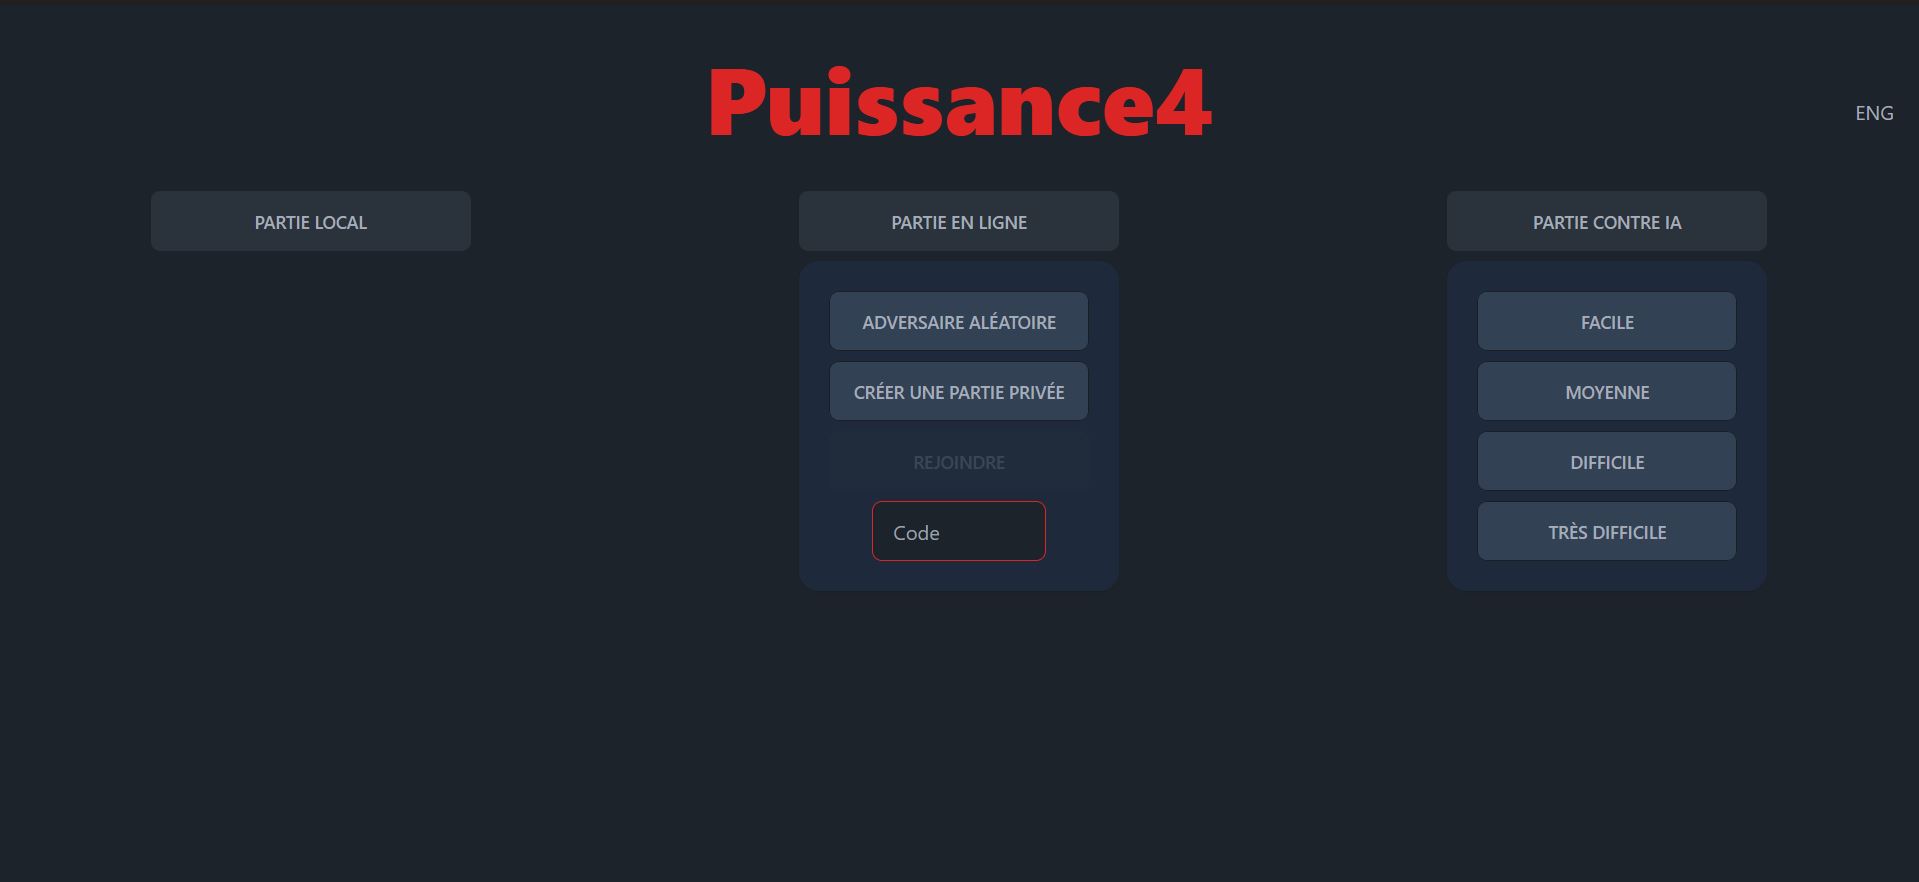 Puissance4
ENG
PARTIE LOCAL
PARTIE EN LIGNE
ADVERSAIRE ALÉATOIRE
CRÉER UNE PARTIE PRIVÉE
REJOINDRE
Code
PARTIE CONTRE IA
FACILE
MOYENNE
DIFFICILE
TRÈS DIFFICILE